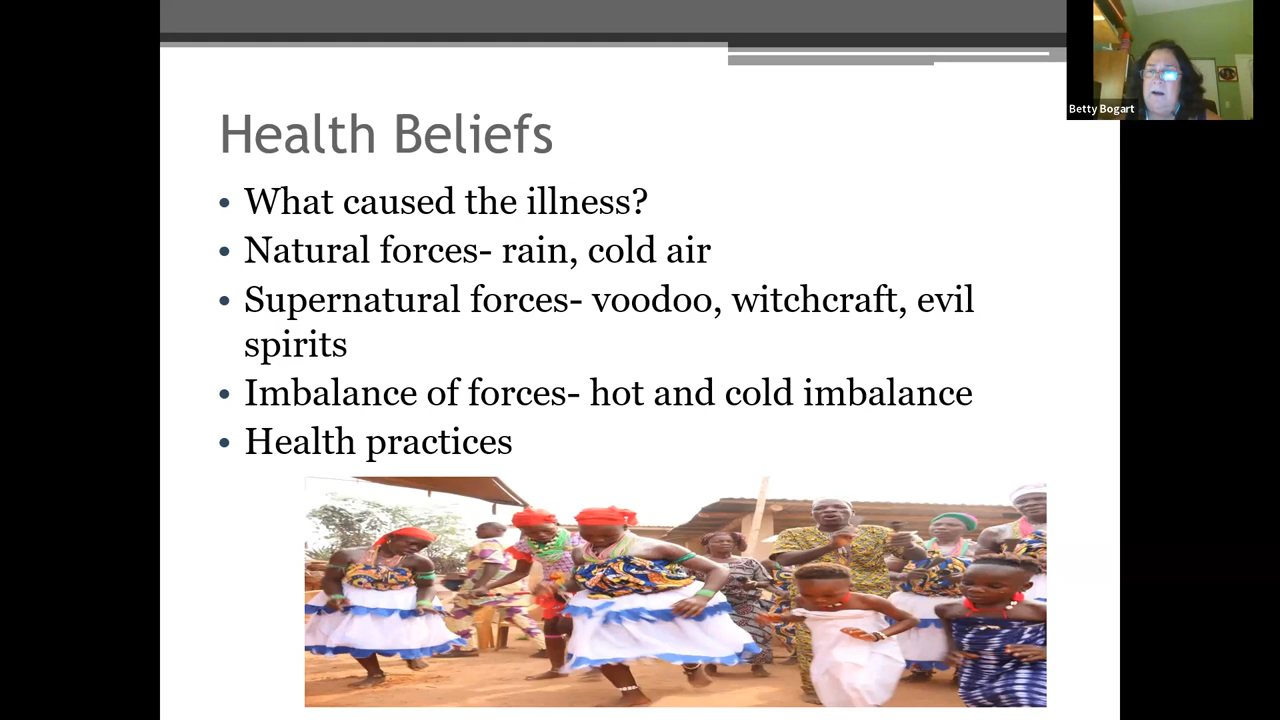 Betty Bogart
Health Beliefs
• What caused the illness?
• Natural forces- rain, cold air
• Supernatural forces- voodoo, witchcraft, evil
spirits
• Imbalance of forces- hot and cold imbalance
• Health practices